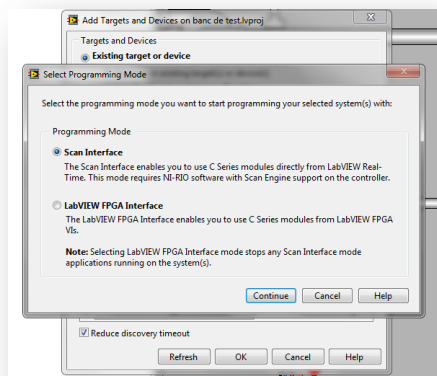 Add Targets and Devices on banc de test.lvproj
Targets and Devices
Existing target or device
Select Programming Mode
Select the programming mode you want to start programming your selected system(s) with:
Programming Mode
Scan Interface
The Scan Interface enables you to use C Series modules directly from LabVIEW Real-
Time. This mode requires NI-RIO software with Scan Engine support on the controller.
LabVIEW FPGA Interface
The LabVIEW FPGA Interface enables you to use C Series modules from LabVIEW FPGA
VIs.
Note: Selecting LabVIEW FPGA Interface mode stops any Scan Interface mode
applications running on the system(s).
Continue Cancel Help
Reduce discovery timeout
Refresh OK Cancel Help